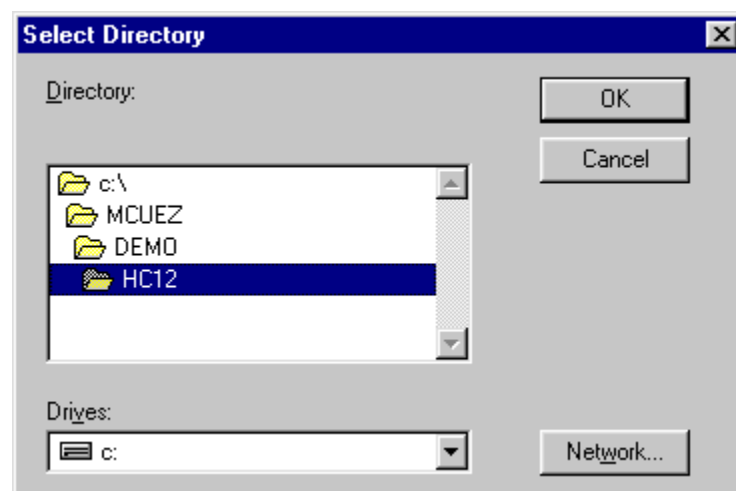 Select Directory
Directory:
OK
Cancel
c:\
MCUEZ
DEMO
HC12
Drives:
c:
Network...